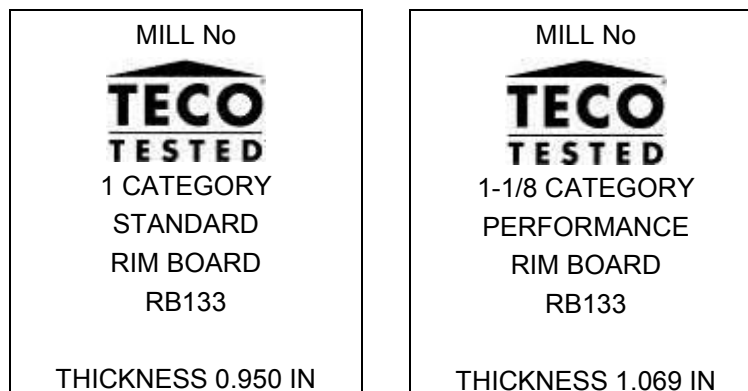 MILL No
TECO
TESTED
1 CATEGORY
STANDARD
RIM BOARD
RB133
THICKNESS 0.950 IN
MILL No
TECO
TESTED
1-1/8 CATEGORY
PERFORMANCE
RIM BOARD
RB133
THICKNESS 1.069 IN